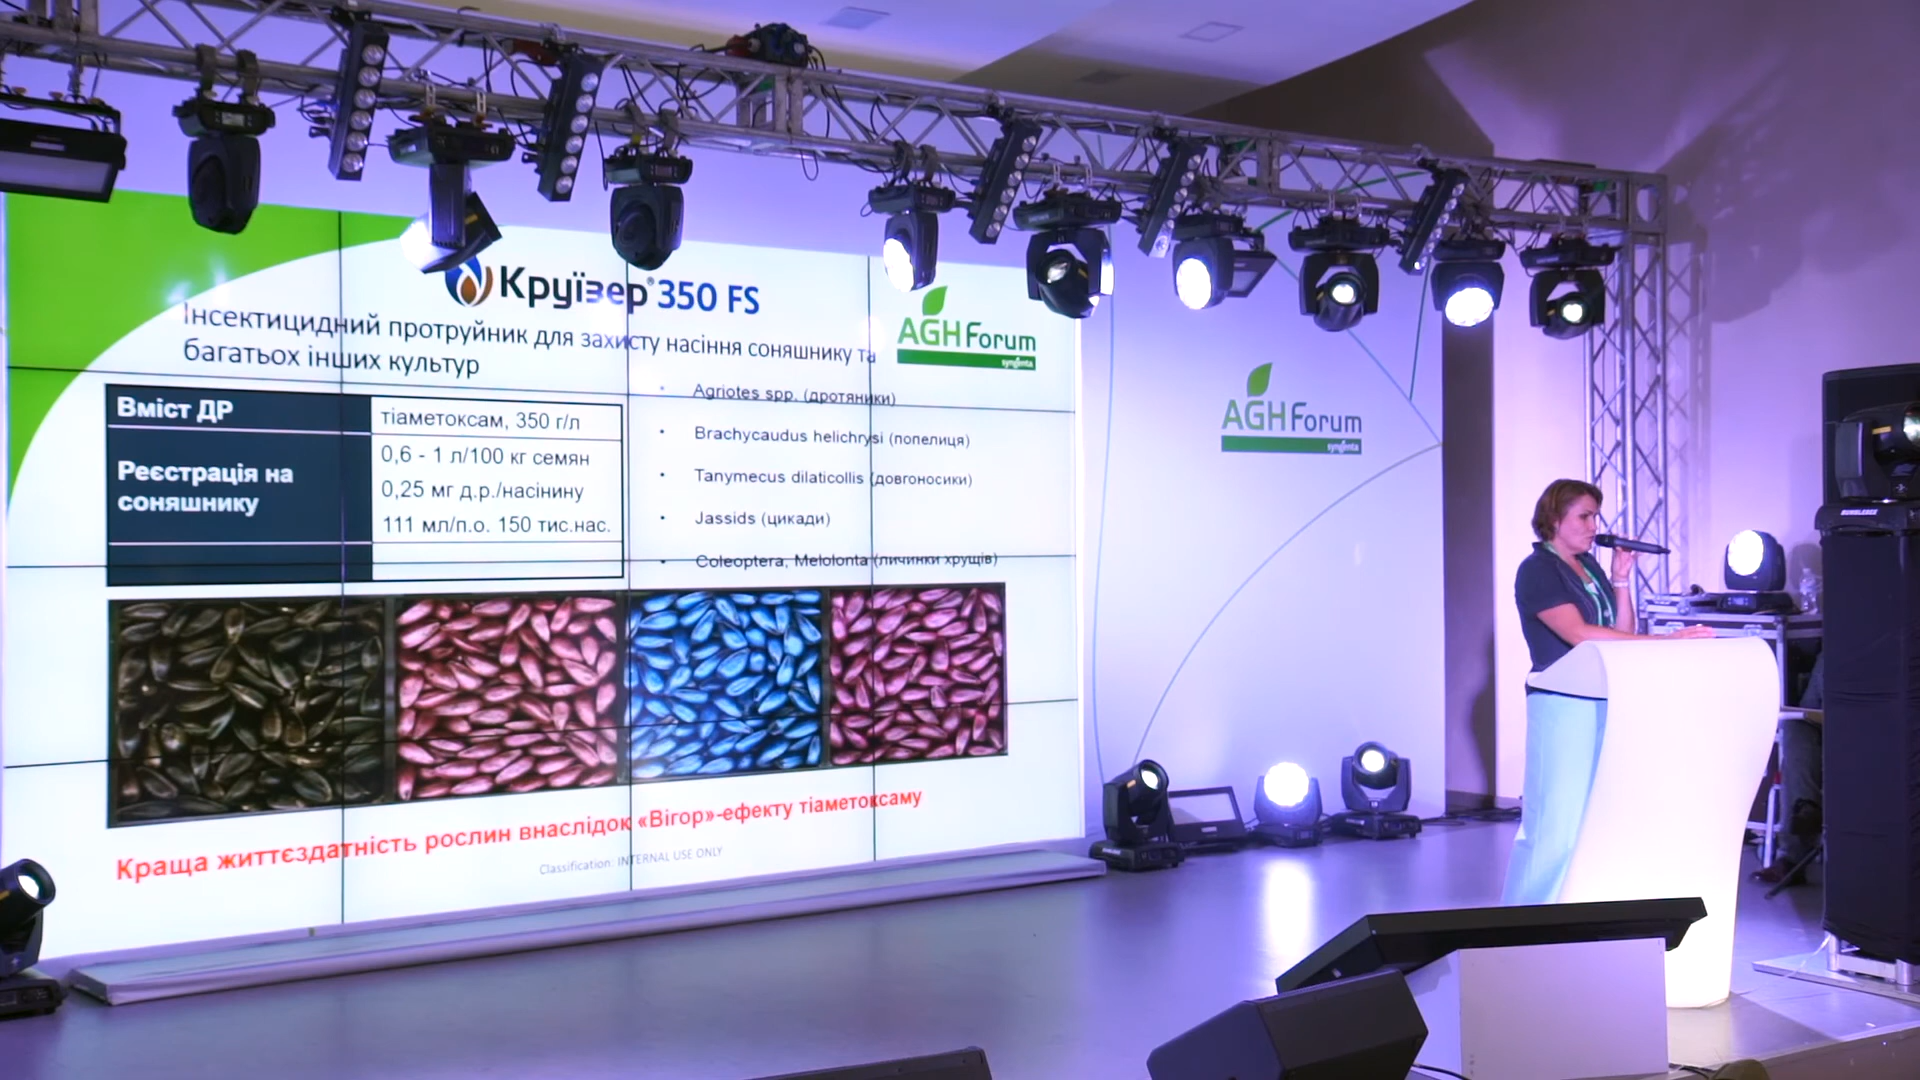 Круїзер® 350 FS
Інсектицидний протруйник для захисту насіння соняшнику та
багатьох інших культур
AGH Forum
syngenta
Вміст ДР
тіаметоксам, 350 г/л
Реєстрація на
соняшнику
0,6 - 1 л/100 кг семян
0,25 мг д.р./насінину
111 мл/п.о. 150 тис.нас.
• Agriotes spp. (дротяники)
• Brachycaudus helichrysi (попелиця)
• Tanymecus dilaticollis (довгоносики)
• Jassids (цикади)
• Coleoptera, Melolonta (личинки хрущів)
Краща життєздатність рослин внаслідок «Вігор»-ефекту тіаметоксаму
Classification: INTERNAL USE ONLY
AGH Forum
syngenta
BUMBLEBEE